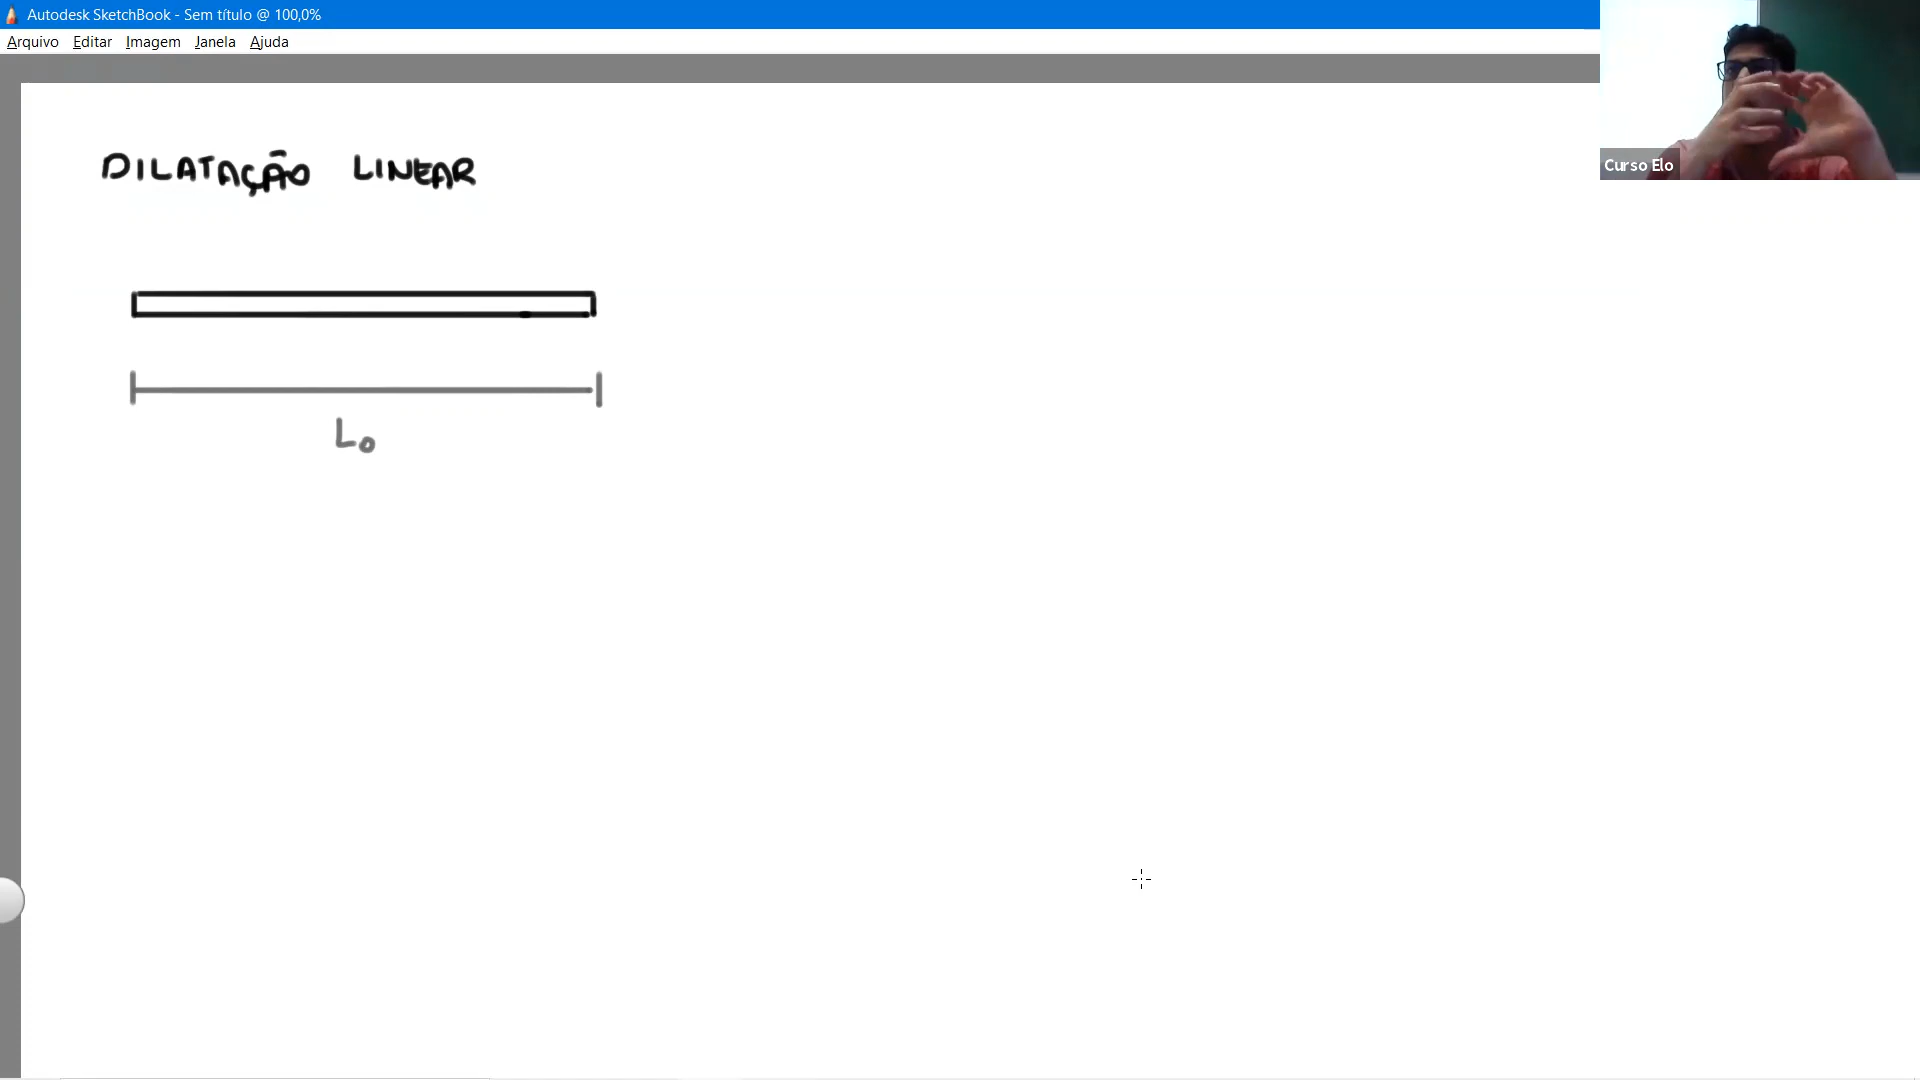 Autodesk SketchBook - Sem título @ 100,0%
Arquivo Editar Imagem Janela Ajuda
Curso Elo
DILATAÇÃO LINEAR
L₀